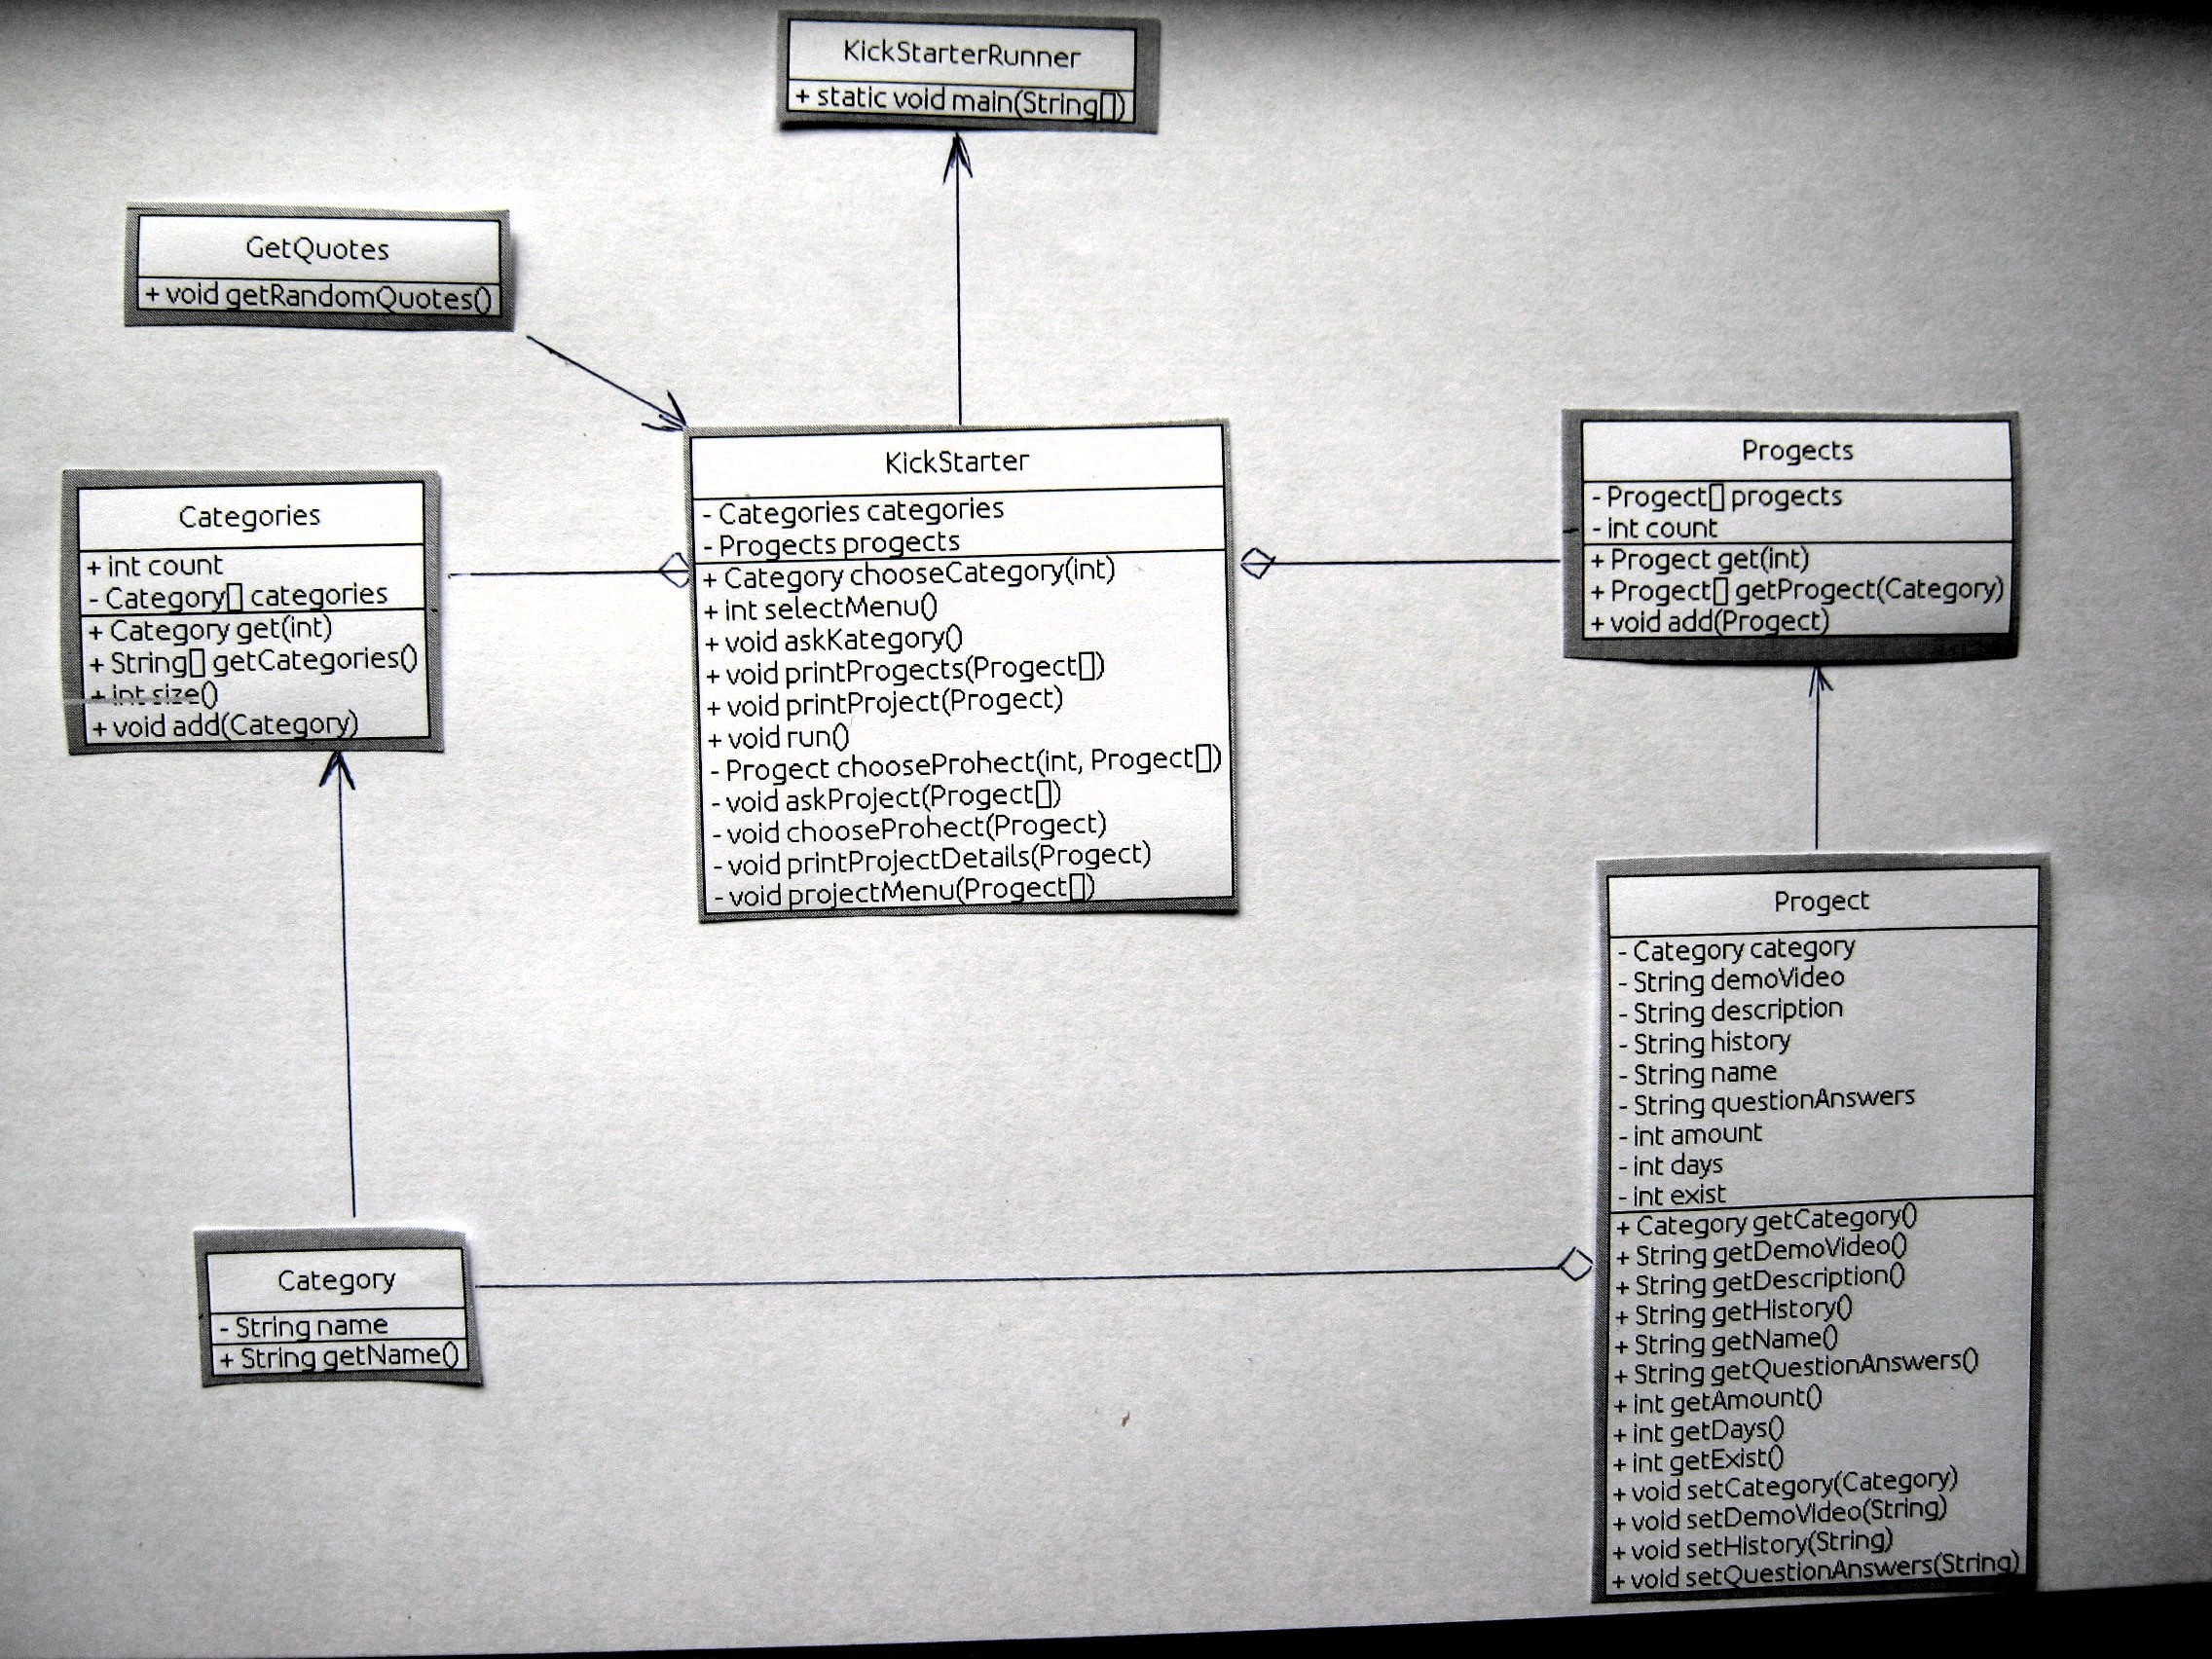 KickStarterRunner
+ static void main(String[])
GetQuotes
+ void getRandomQuotes()
Categories
+ int count
- Category[] categories
+ Category get(int)
+ String[] getCategories()
+ int size()
+ void add(Category)
KickStarter
- Categories categories
- Progects progects
+ Category chooseCategory(int)
+ int selectMenu()
+ void askKategory()
+ void printProgects(Progect[])
+ void printProject(Progect)
+ void run()
- Progect chooseProhect(int, Progect[])
- void askProject(Progect[])
- void chooseProhect(Progect)
- void printProjectDetails(Progect)
- void projectMenu(Progect[])
Progects
- Progect[] progects
- int count
+ Progect get(int)
+ Progect[] getProgect(Category)
+ void add(Progect)
Category
- String name
+ String getName()
Progect
- Category category
- String demoVideo
- String description
- String history
- String name
- String questionAnswers
- int amount
- int days
- int exist
+ Category getCategory()
+ String getDemoVideo()
+ String getDescription()
+ String getHistory()
+ String getName()
+ String getQuestionAnswers()
+ int getAmount()
+ int getDays()
+ int getExist()
+ void setCategory(Category)
+ void setDemoVideo(String)
+ void setHistory(String)
+ void setQuestionAnswers(String)